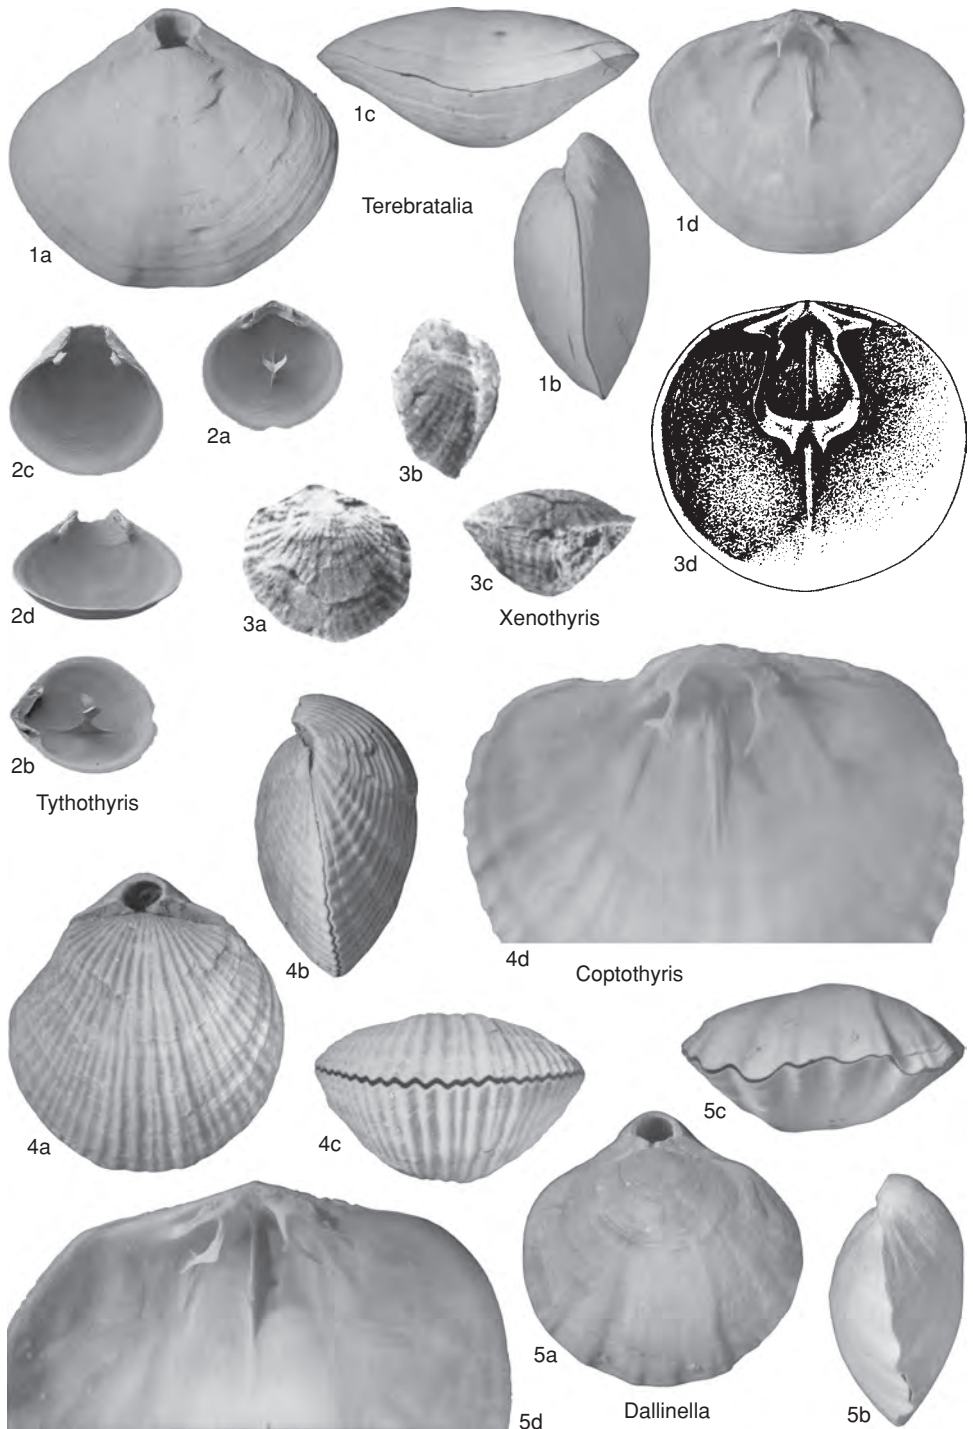 1a
1c
Terebratalia
1b
1d
2c
2a
3b
2d
3a
3c
Xenothyris
3d
2b
Tythothyris
4b
4d
Coptothyris
4a
4c
5c
5a
5d
Dallinella
5b